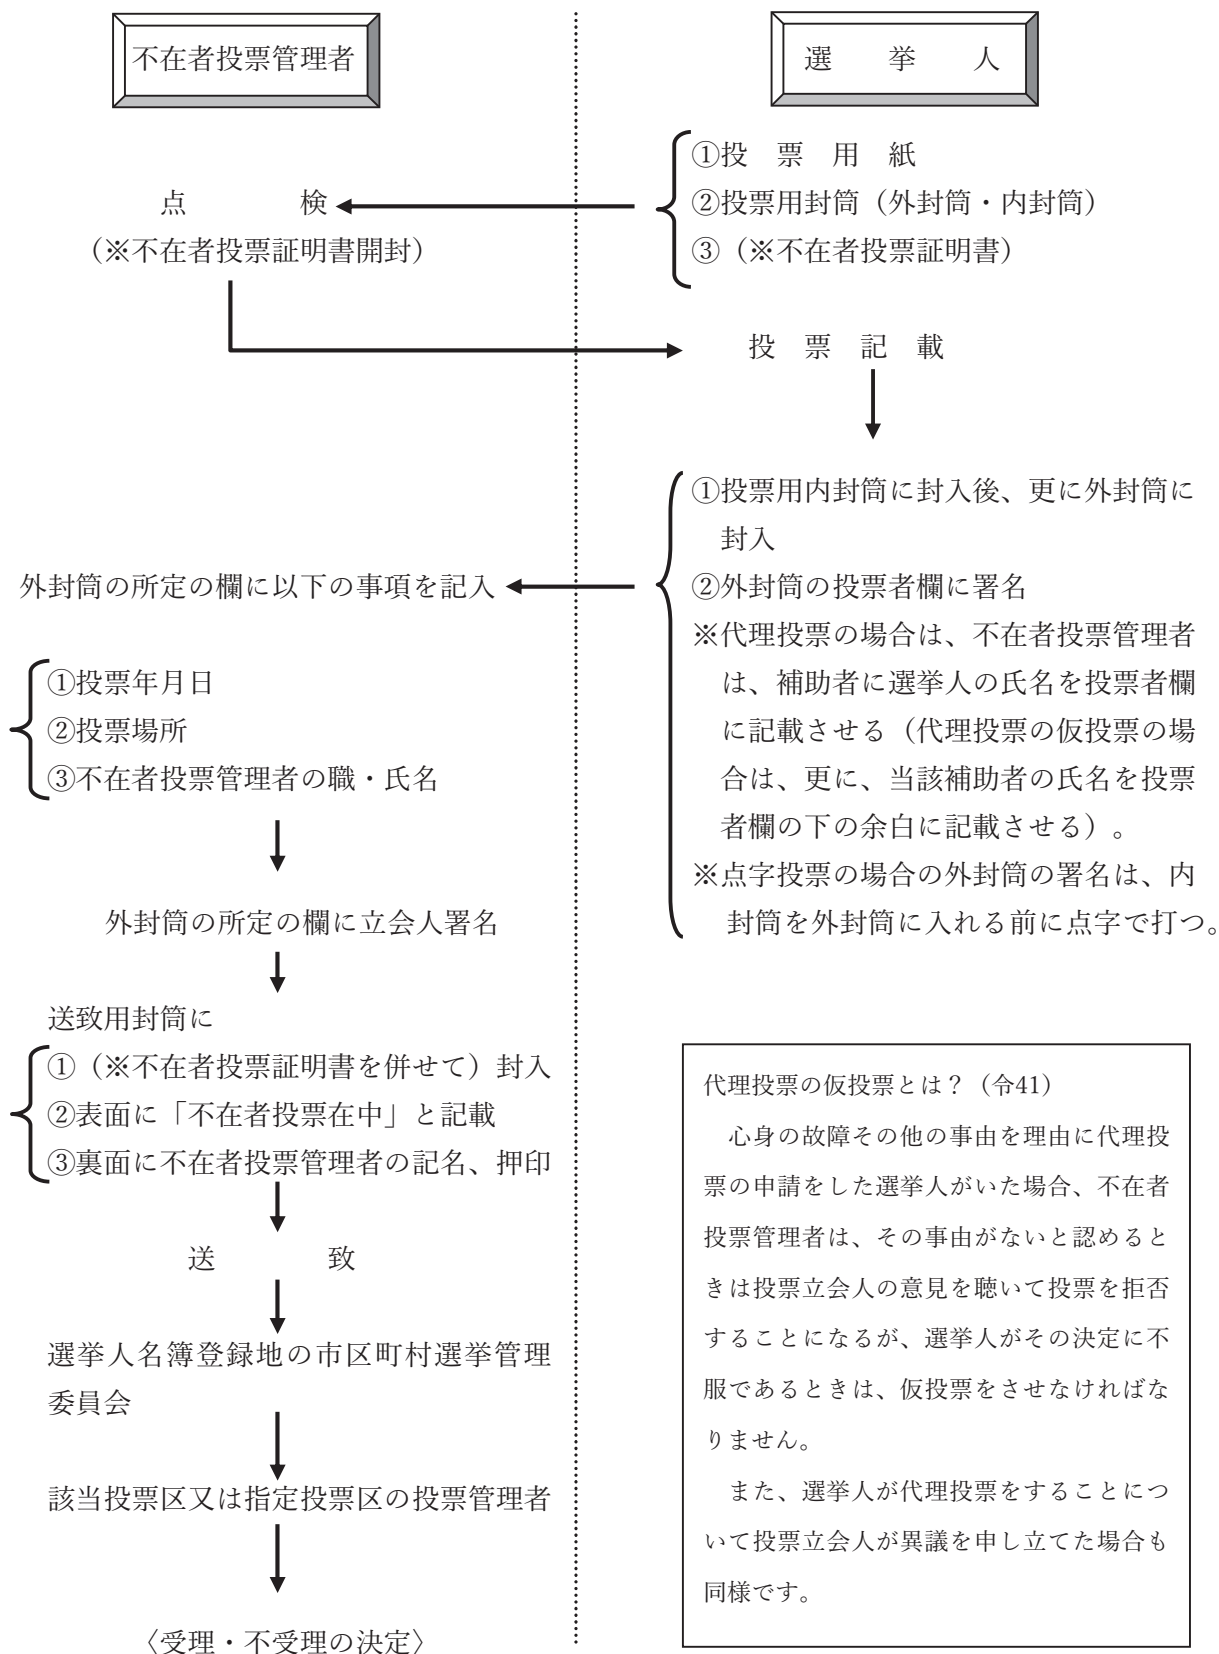 不在者投票管理者
選　挙　人
①投　票　用　紙
②投票用封筒（外封筒・内封筒）
③（※不在者投票証明書）
点　　　　検
（※不在者投票証明書開封）
投　票　記　載
①投票用内封筒に封入後、更に外封筒に
封入
②外封筒の投票者欄に署名
※代理投票の場合は、不在者投票管理者
は、補助者に選挙人の氏名を投票者欄
に記載させる（代理投票の仮投票の場
合は、更に、当該補助者の氏名を投票
者欄の下の余白に記載させる）。
※点字投票の場合の外封筒の署名は、内
封筒を外封筒に入れる前に点字で打つ。
外封筒の所定の欄に以下の事項を記入
①投票年月日
②投票場所
③不在者投票管理者の職・氏名
外封筒の所定の欄に立会人署名
送致用封筒に
①（※不在者投票証明書を併せて）封入
②表面に「不在者投票在中」と記載
③裏面に不在者投票管理者の記名、押印
送　　　　致
選挙人名簿登録地の市区町村選挙管理
委員会
該当投票区又は指定投票区の投票管理者
〈受理・不受理の決定〉
代理投票の仮投票とは？（令41）
　心身の故障その他の事由を理由に代理投
票の申請をした選挙人がいた場合、不在者
投票管理者は、その事由がないと認めると
きは投票立会人の意見を聴いて投票を拒否
することになるが、選挙人がその決定に不
服であるときは、仮投票をさせなければな
りません。
　また、選挙人が代理投票をすることにつ
いて投票立会人が異議を申し立てた場合も
同様です。